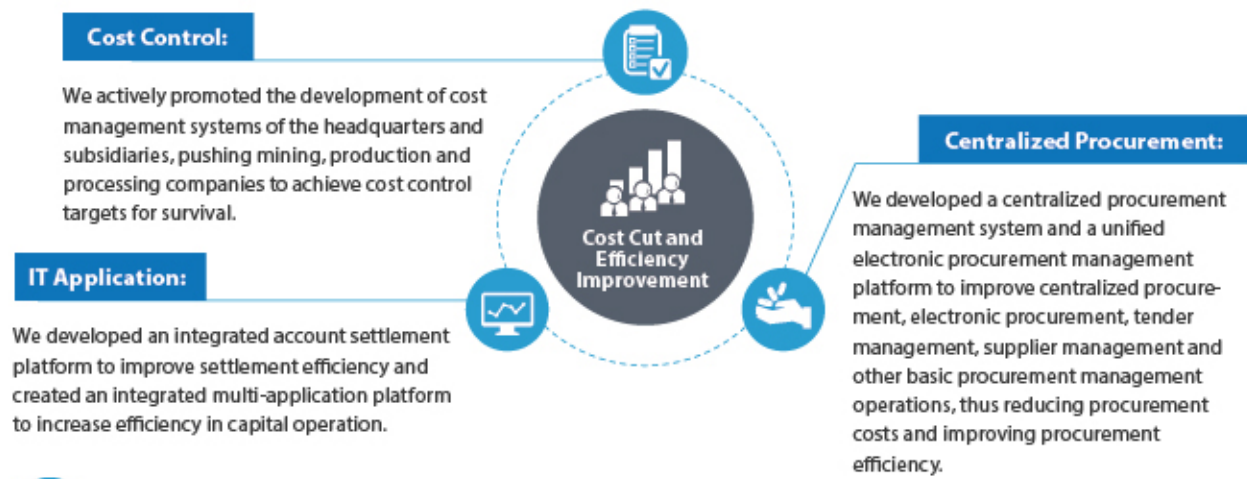 Cost Control:
We actively promoted the development of cost
management systems of the headquarters and
subsidiaries, pushing mining, production and
processing companies to achieve cost control
targets for survival.
IT Application:
We developed an integrated account settlement
platform to improve settlement efficiency and
created an integrated multi-application platform
to increase efficiency in capital operation.
Cost Cut and
Efficiency
Improvement
Centralized Procurement:
We developed a centralized procurement
management system and a unified
electronic procurement management
platform to improve centralized procure-
ment, electronic procurement, tender
management, supplier management and
other basic procurement management
operations, thus reducing procurement
costs and improving procurement
efficiency.